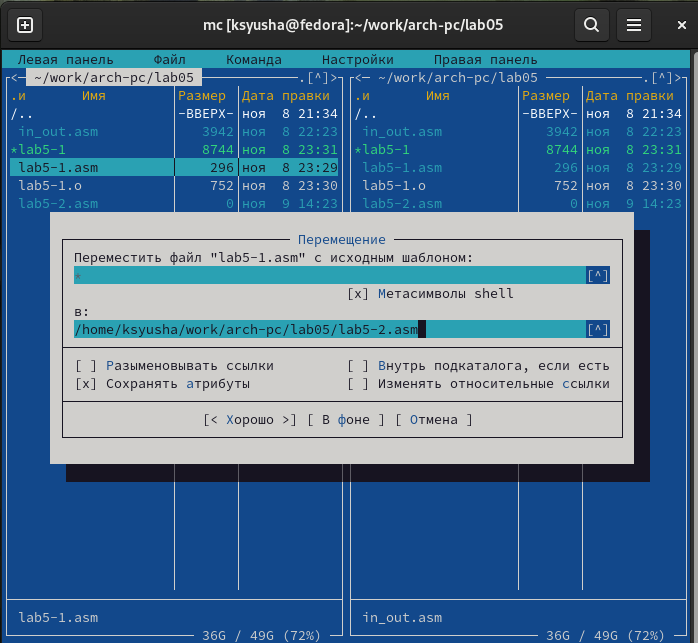 mc [ksyusha@fedora]:~/work/arch-pc/lab05
Левая панель Файл Команда Настройки Правая панель
<— ~/work/arch-pc/lab05 .[^]> <— ~/work/arch-pc/lab05 .[^]>
.и Имя Размер Дата правки .и Имя Размер Дата правки
/.. -ВВЕРХ- ноя 8 21:34 /.. -ВВЕРХ- ноя 8 21:34
in_out.asm 3942 ноя 8 22:23 in_out.asm 3942 ноя 8 22:23
*lab5-1 8744 ноя 8 23:31 *lab5-1 8744 ноя 8 23:31
lab5-1.asm 296 ноя 8 23:29 lab5-1.asm 296 ноя 8 23:29
lab5-1.o 752 ноя 8 23:30 lab5-1.o 752 ноя 8 23:30
lab5-2.asm 0 ноя 9 14:23 lab5-2.asm 0 ноя 9 14:23
Перемещение
Переместить файл "lab5-1.asm" с исходным шаблоном:
* [^]
[x] Метасимволы shell
в:
/home/ksyusha/work/arch-pc/lab05/lab5-2.asm [^]
[ ] Разыменовывать ссылки [ ] Внутрь подкаталога, если есть
[x] Сохранять атрибуты [ ] Изменять относительные ссылки
[< Хорошо >] [ В фоне ] [ Отмена ]
lab5-1.asm in_out.asm
36G / 49G (72%) 36G / 49G (72%)